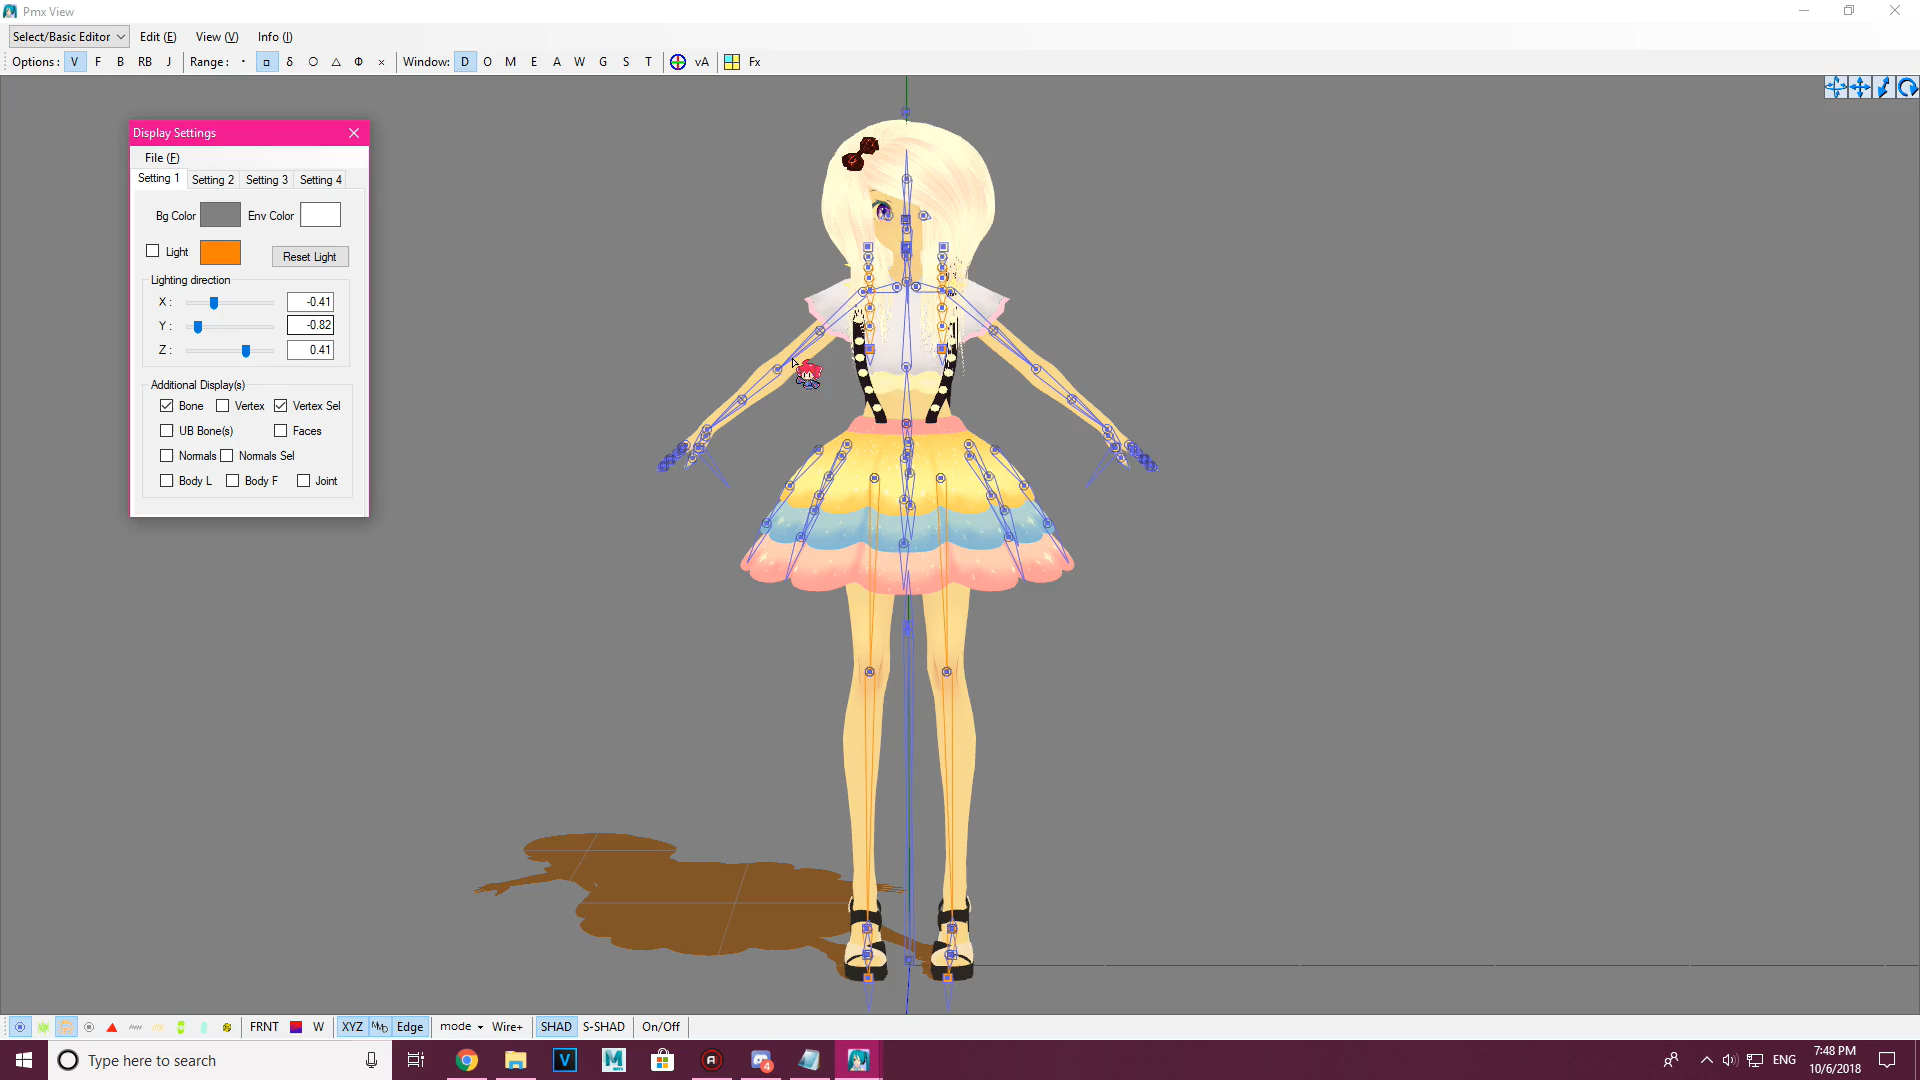 Pmx View
Select/Basic Editor Edit (E) View (V) Info (I)
Options : V F B RB J Range : · □ δ O △ Φ × Window: D O M E A W G S T vA Fx
Display Settings
File (F)
Setting 1 Setting 2 Setting 3 Setting 4
Bg Color Env Color
Light Reset Light
Lighting direction
X : -0.41
Y : -0.82
Z : 0.41
Additional Display(s)
Bone Vertex Vertex Sel
UB Bone(s) Faces
Normals Normals Sel
Body L Body F Joint
FRNT W XYZ MMD Edge mode Wire+ SHAD S-SHAD On/Off
Type here to search
V
M
4
ENG
7:48 PM
10/6/2018